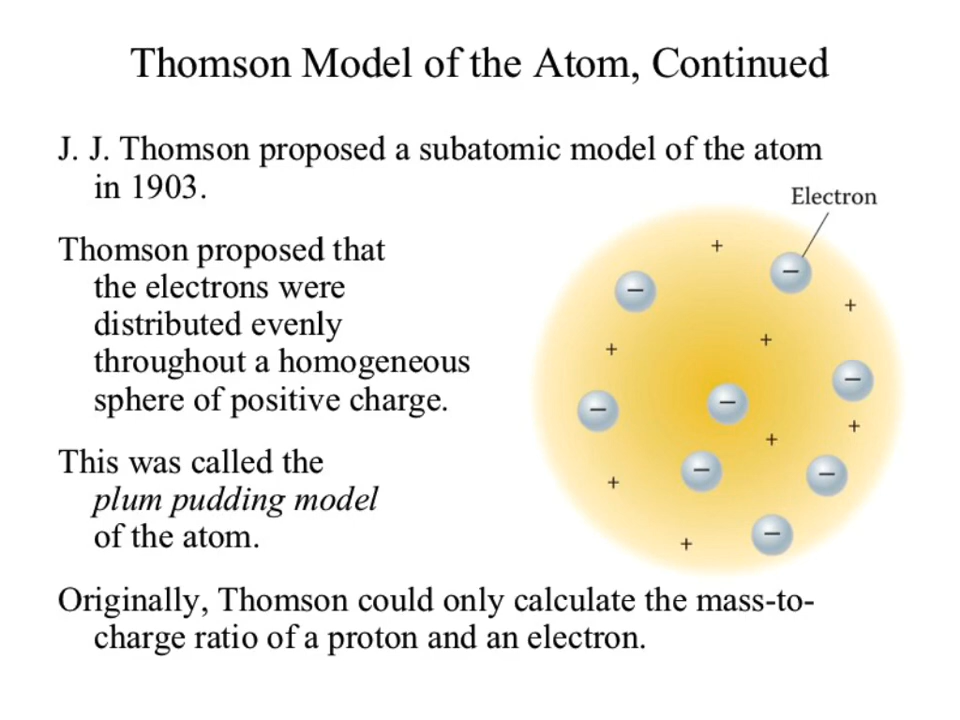 Thomson Model of the Atom, Continued
J. J. Thomson proposed a subatomic model of the atom
in 1903.
Electron
Thomson proposed that
the electrons were
distributed evenly
throughout a homogeneous
sphere of positive charge.
This was called the
plum pudding model
of the atom.
Originally, Thomson could only calculate the mass-to-
charge ratio of a proton and an electron.